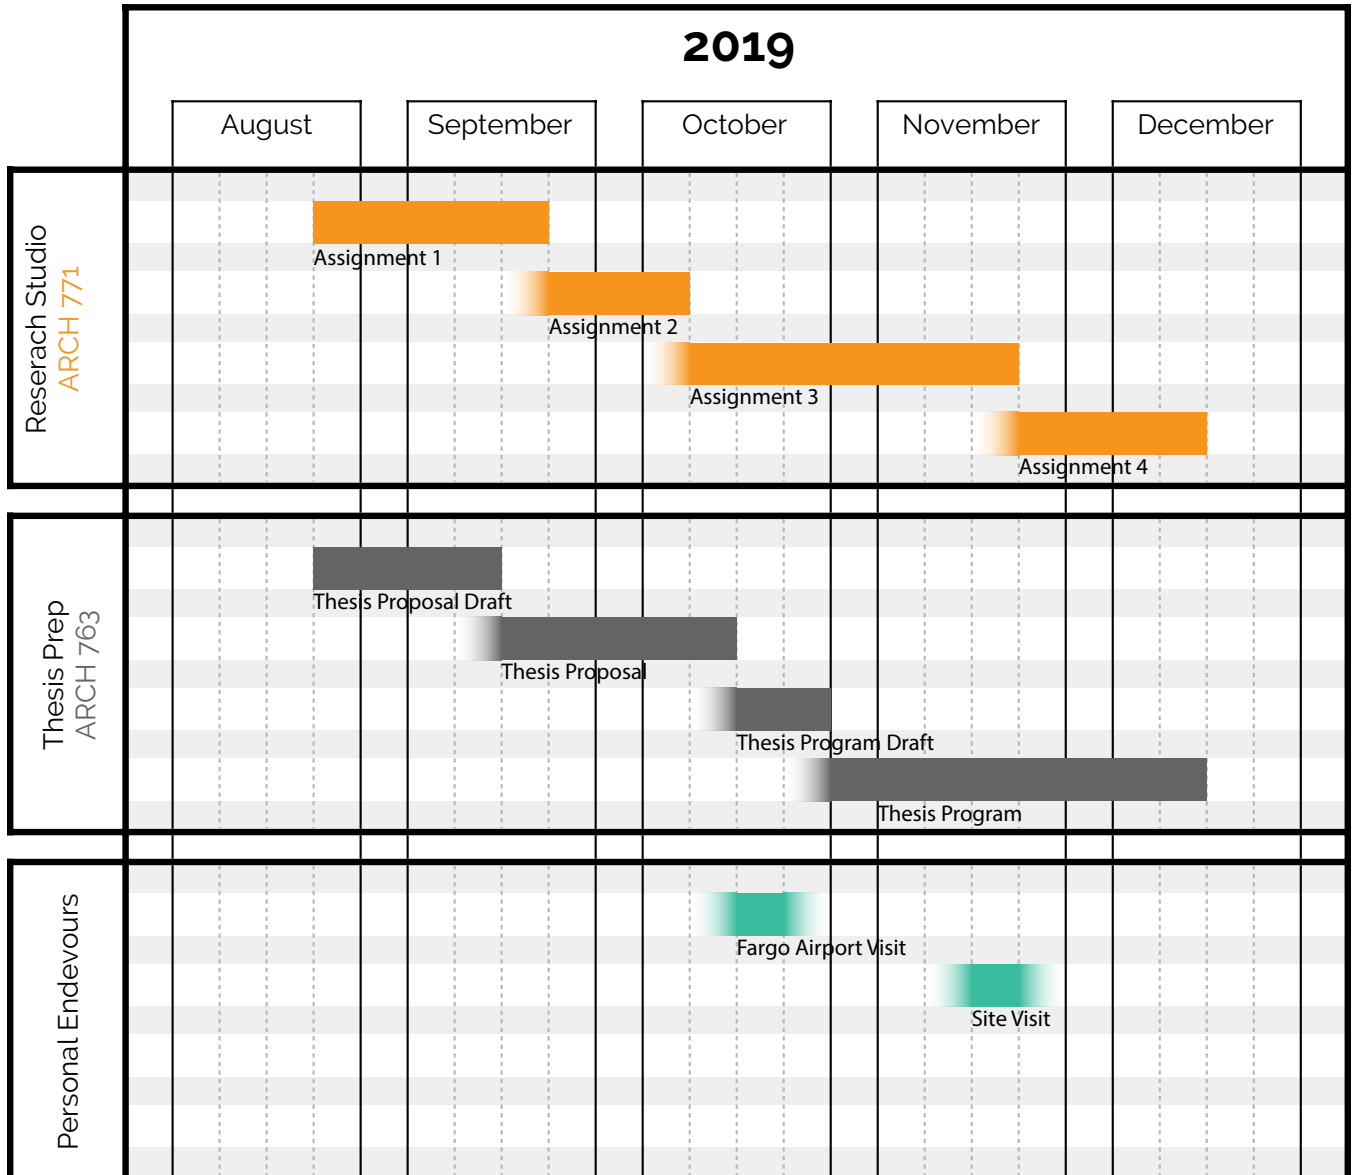 2019
August
September
October
November
December
Reserach Studio
ARCH 771
Assignment 1
Assignment 2
Assignment 3
Assignment 4
Thesis Prep
ARCH 763
Thesis Proposal Draft
Thesis Proposal
Thesis Program Draft
Thesis Program
Personal Endevours
Fargo Airport Visit
Site Visit